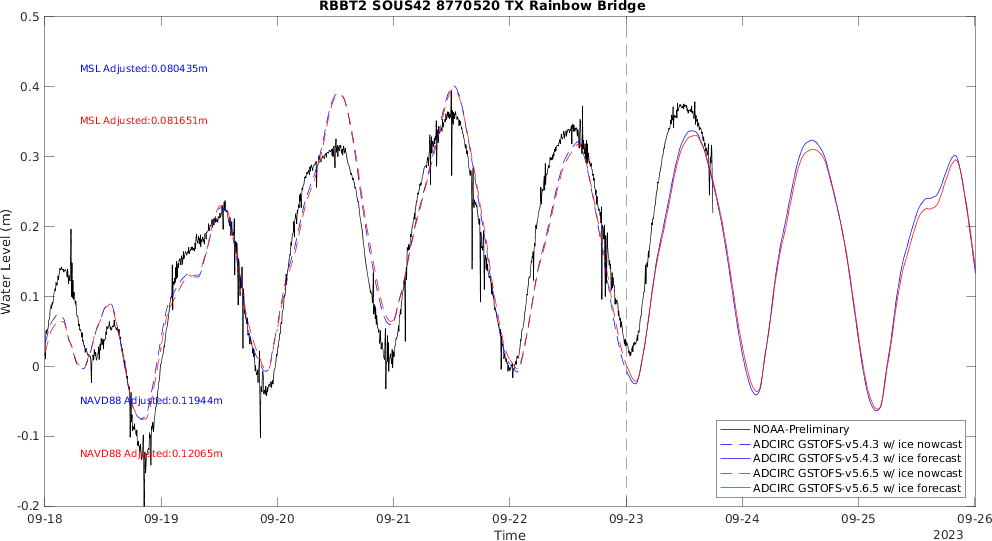 RBBT2 SOUS42 8770520 TX Rainbow Bridge
0.5
0.4
0.3
0.2
0.1
0
-0.1
-0.2
Water Level (m)
MSL Adjusted:0.080435m
MSL Adjusted:0.081651m
NAVD88 Adjusted:0.11944m
NAVD88 Adjusted:0.12065m
NOAA-Preliminary
ADCIRC GSTOFS-v5.4.3 w/ ice nowcast
ADCIRC GSTOFS-v5.4.3 w/ ice forecast
ADCIRC GSTOFS-v5.6.5 w/ ice nowcast
ADCIRC GSTOFS-v5.6.5 w/ ice forecast
09-18 09-19 09-20 09-21 09-22 09-23 09-24 09-25 09-26
Time
2023